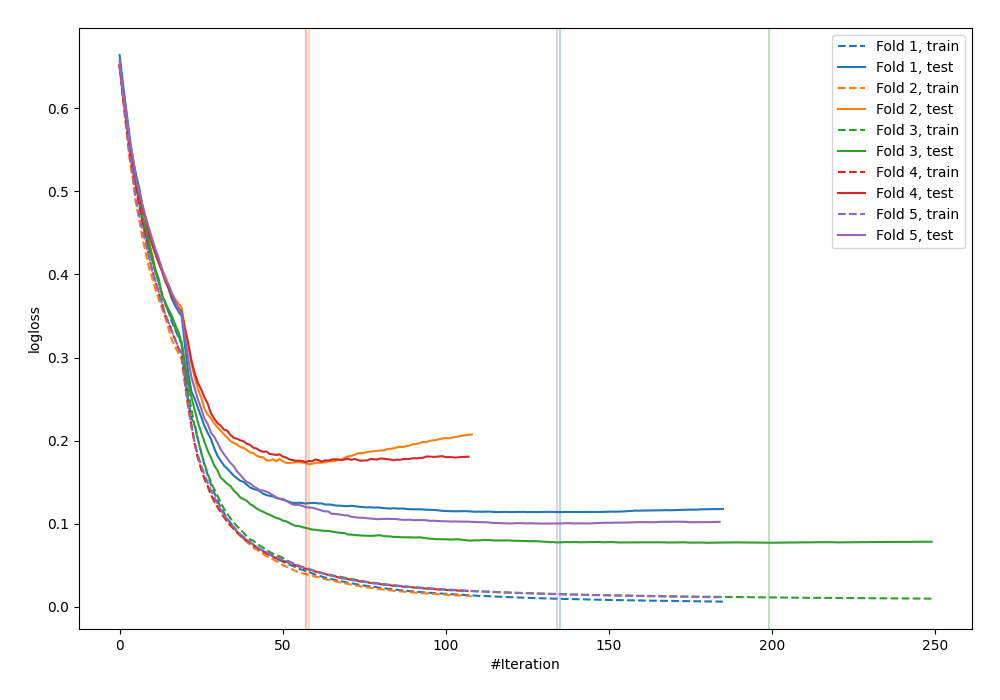 Fold 1, train
Fold 1, test
Fold 2, train
Fold 2, test
Fold 3, train
Fold 3, test
Fold 4, train
Fold 4, test
Fold 5, train
Fold 5, test
logloss
0.6
0.5
0.4
0.3
0.2
0.1
0.0
0 50 100 150 200 250
#Iteration